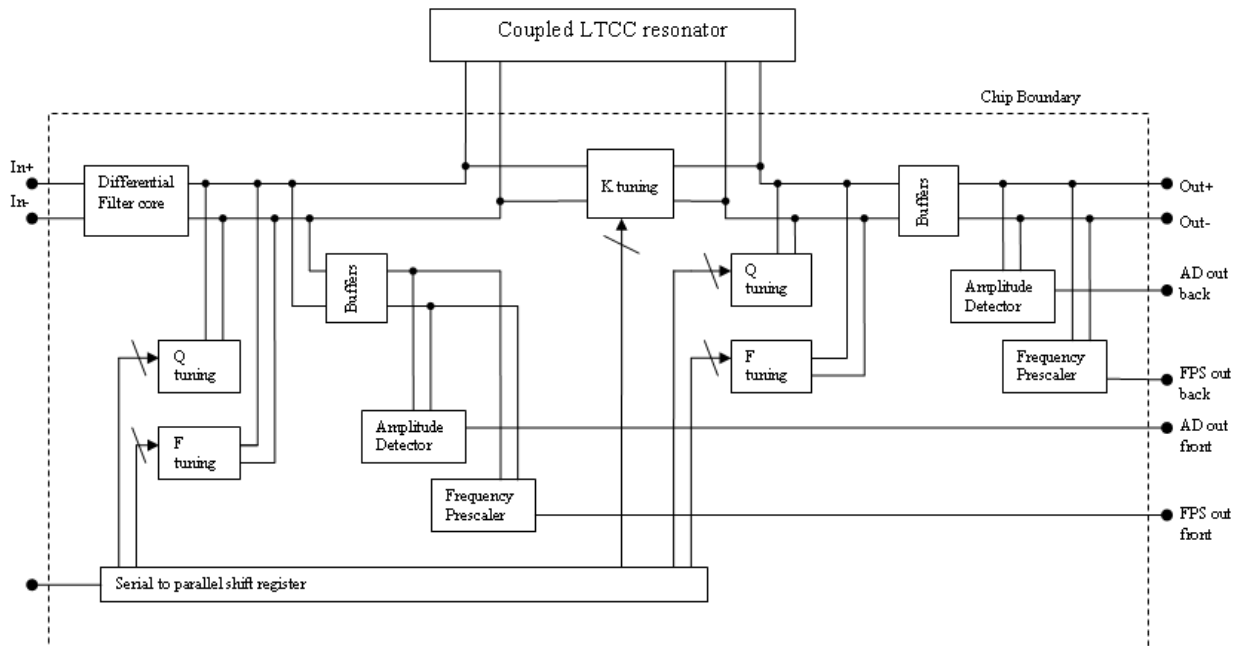 Coupled LTCC resonator
Chip Boundary
In+
In-
Differential
Filter core
K tuning
Buffers
Out+
Out-
Buffers
Q
tuning
Amplitude
Detector
AD out
back
Q
tuning
F
tuning
Frequency
Prescaler
FPS out
back
F
tuning
Amplitude
Detector
AD out
front
Frequency
Prescaler
FPS out
front
Serial to parallel shift register